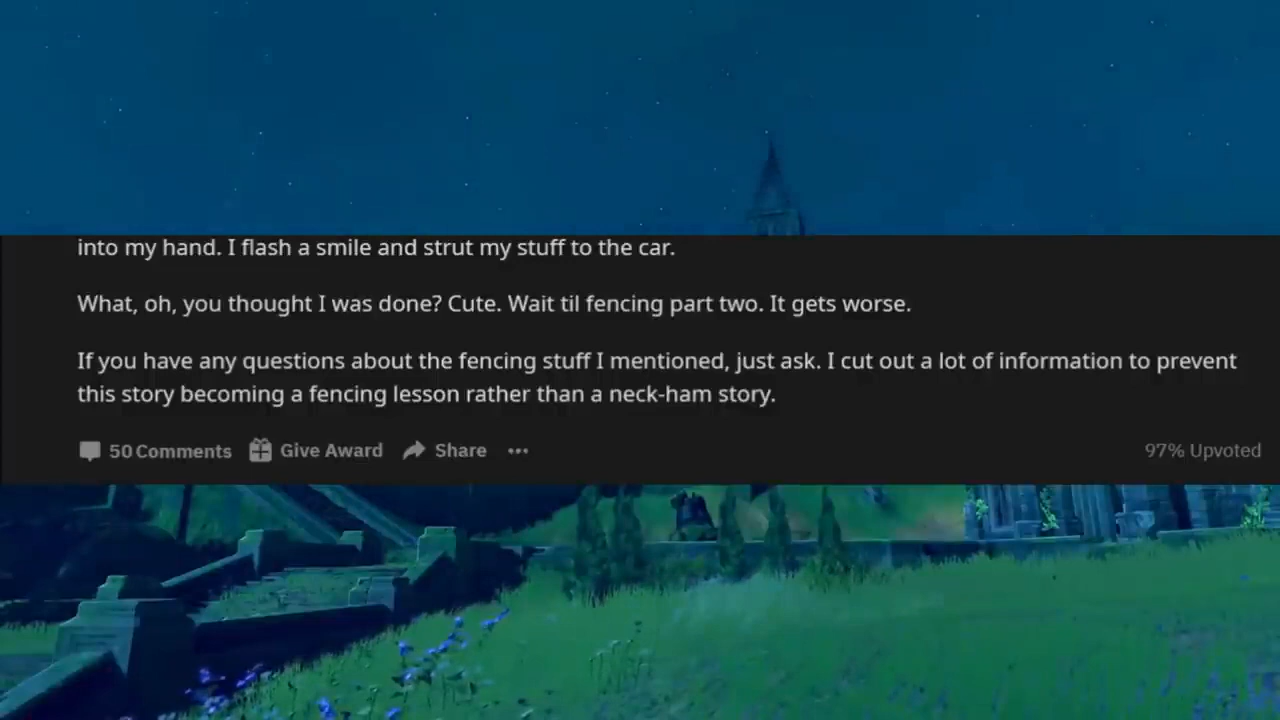 into my hand. I flash a smile and strut my stuff to the car.
What, oh, you thought I was done? Cute. Wait til fencing part two. It gets worse.
If you have any questions about the fencing stuff I mentioned, just ask. I cut out a lot of information to prevent
this story becoming a fencing lesson rather than a neck-ham story.
50 Comments Give Award Share ••• 97% Upvoted